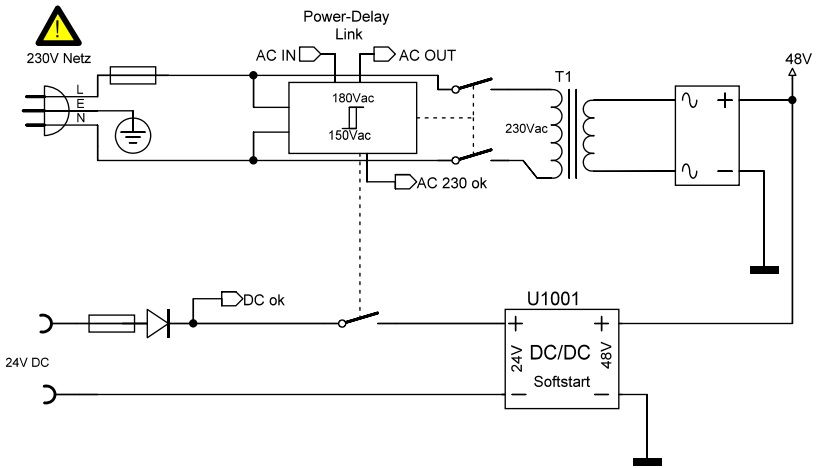 Power-Delay
Link
!
230V Netz
AC IN
AC OUT
48V
L
E
N
180Vac
150Vac
T1
230Vac
+
−
AC 230 ok
DC ok
U1001
24V DC
+
+
24V
DC/DC
48V
Softstart
−
−